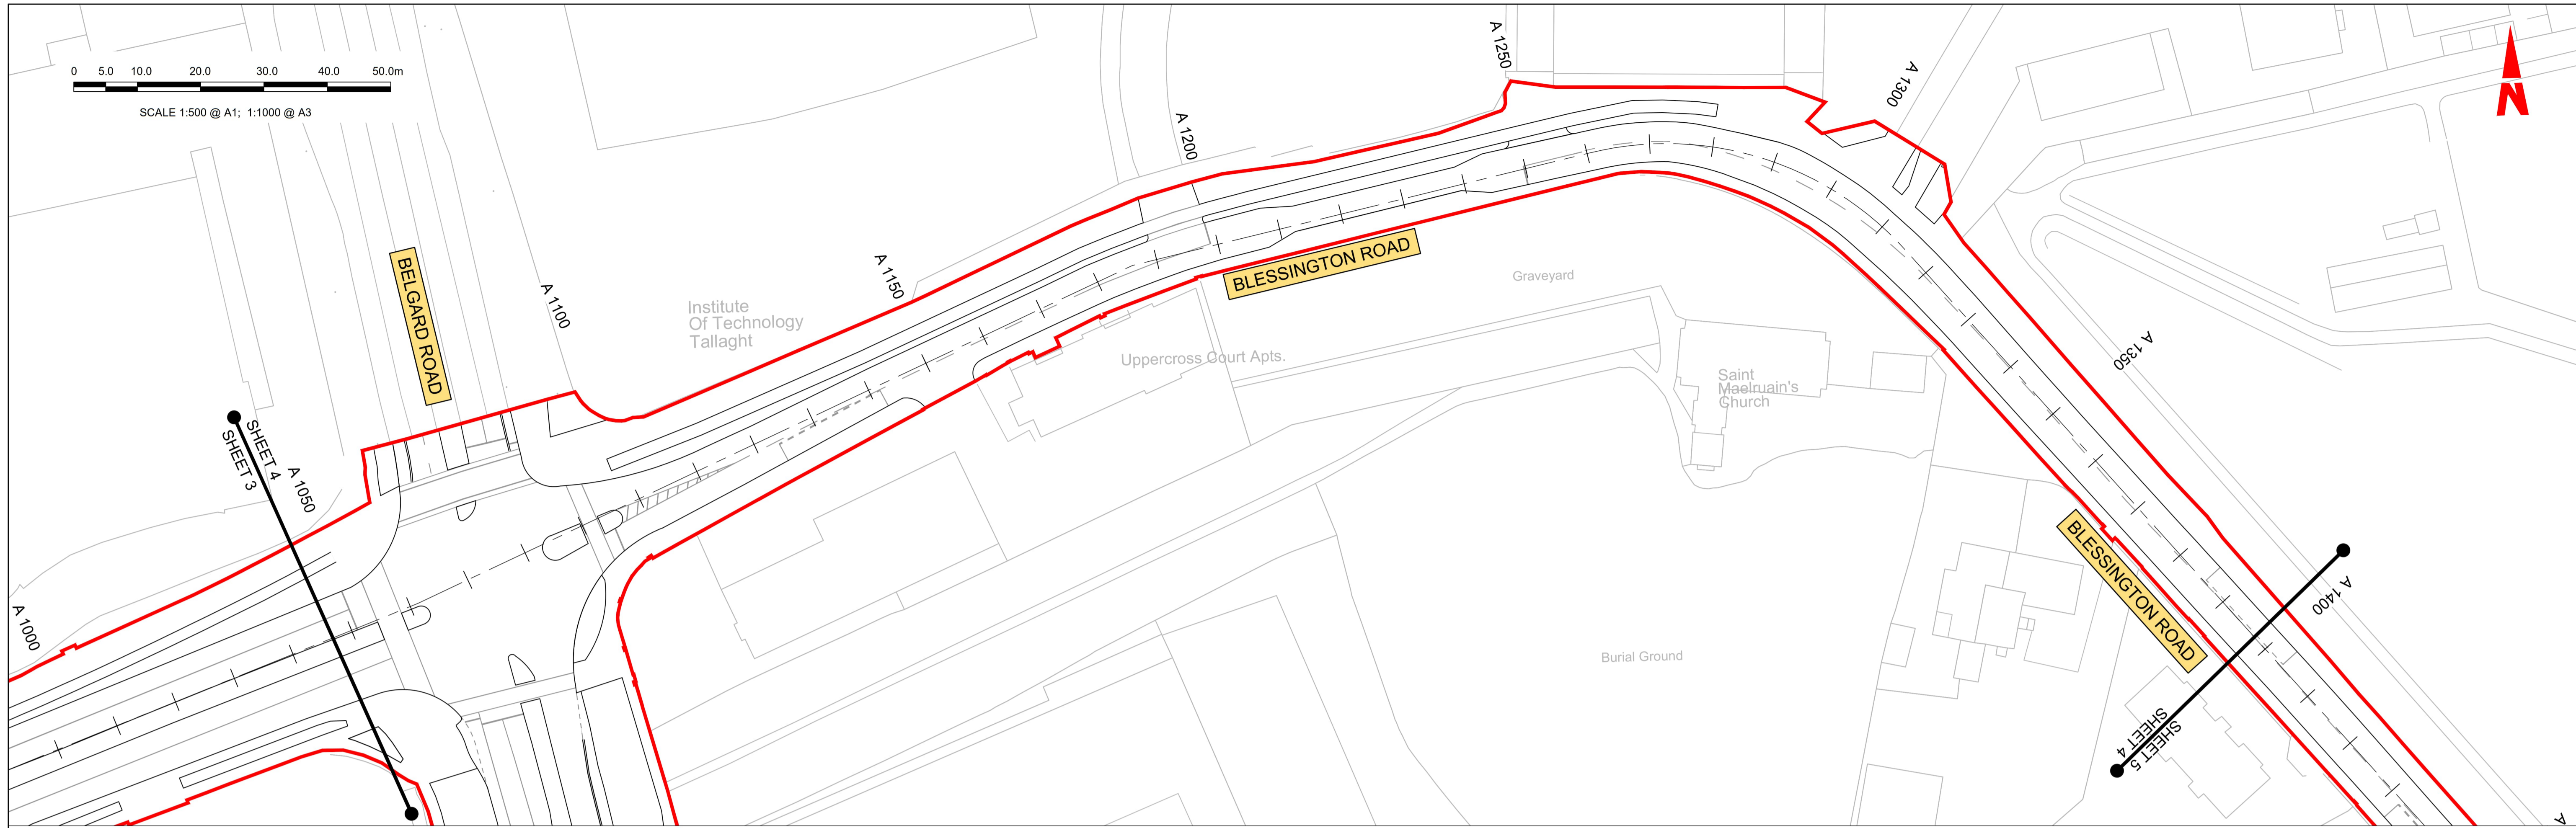 0 5.0 10.0 20.0 30.0 40.0 50.0m
SCALE 1:500 @ A1; 1:1000 @ A3
N
A 1000
A 1050
A 1100
A 1150
A 1200
A 1250
A 1300
A 1350
A 1400
A
BELGARD ROAD
SHEET 4
SHEET 3
Institute
Of Technology
Tallaght
BLESSINGTON ROAD
Uppercross Court Apts.
Graveyard
Saint
Maelruain's
Church
Burial Ground
BLESSINGTON ROAD
SHEET 4
SHEET 5